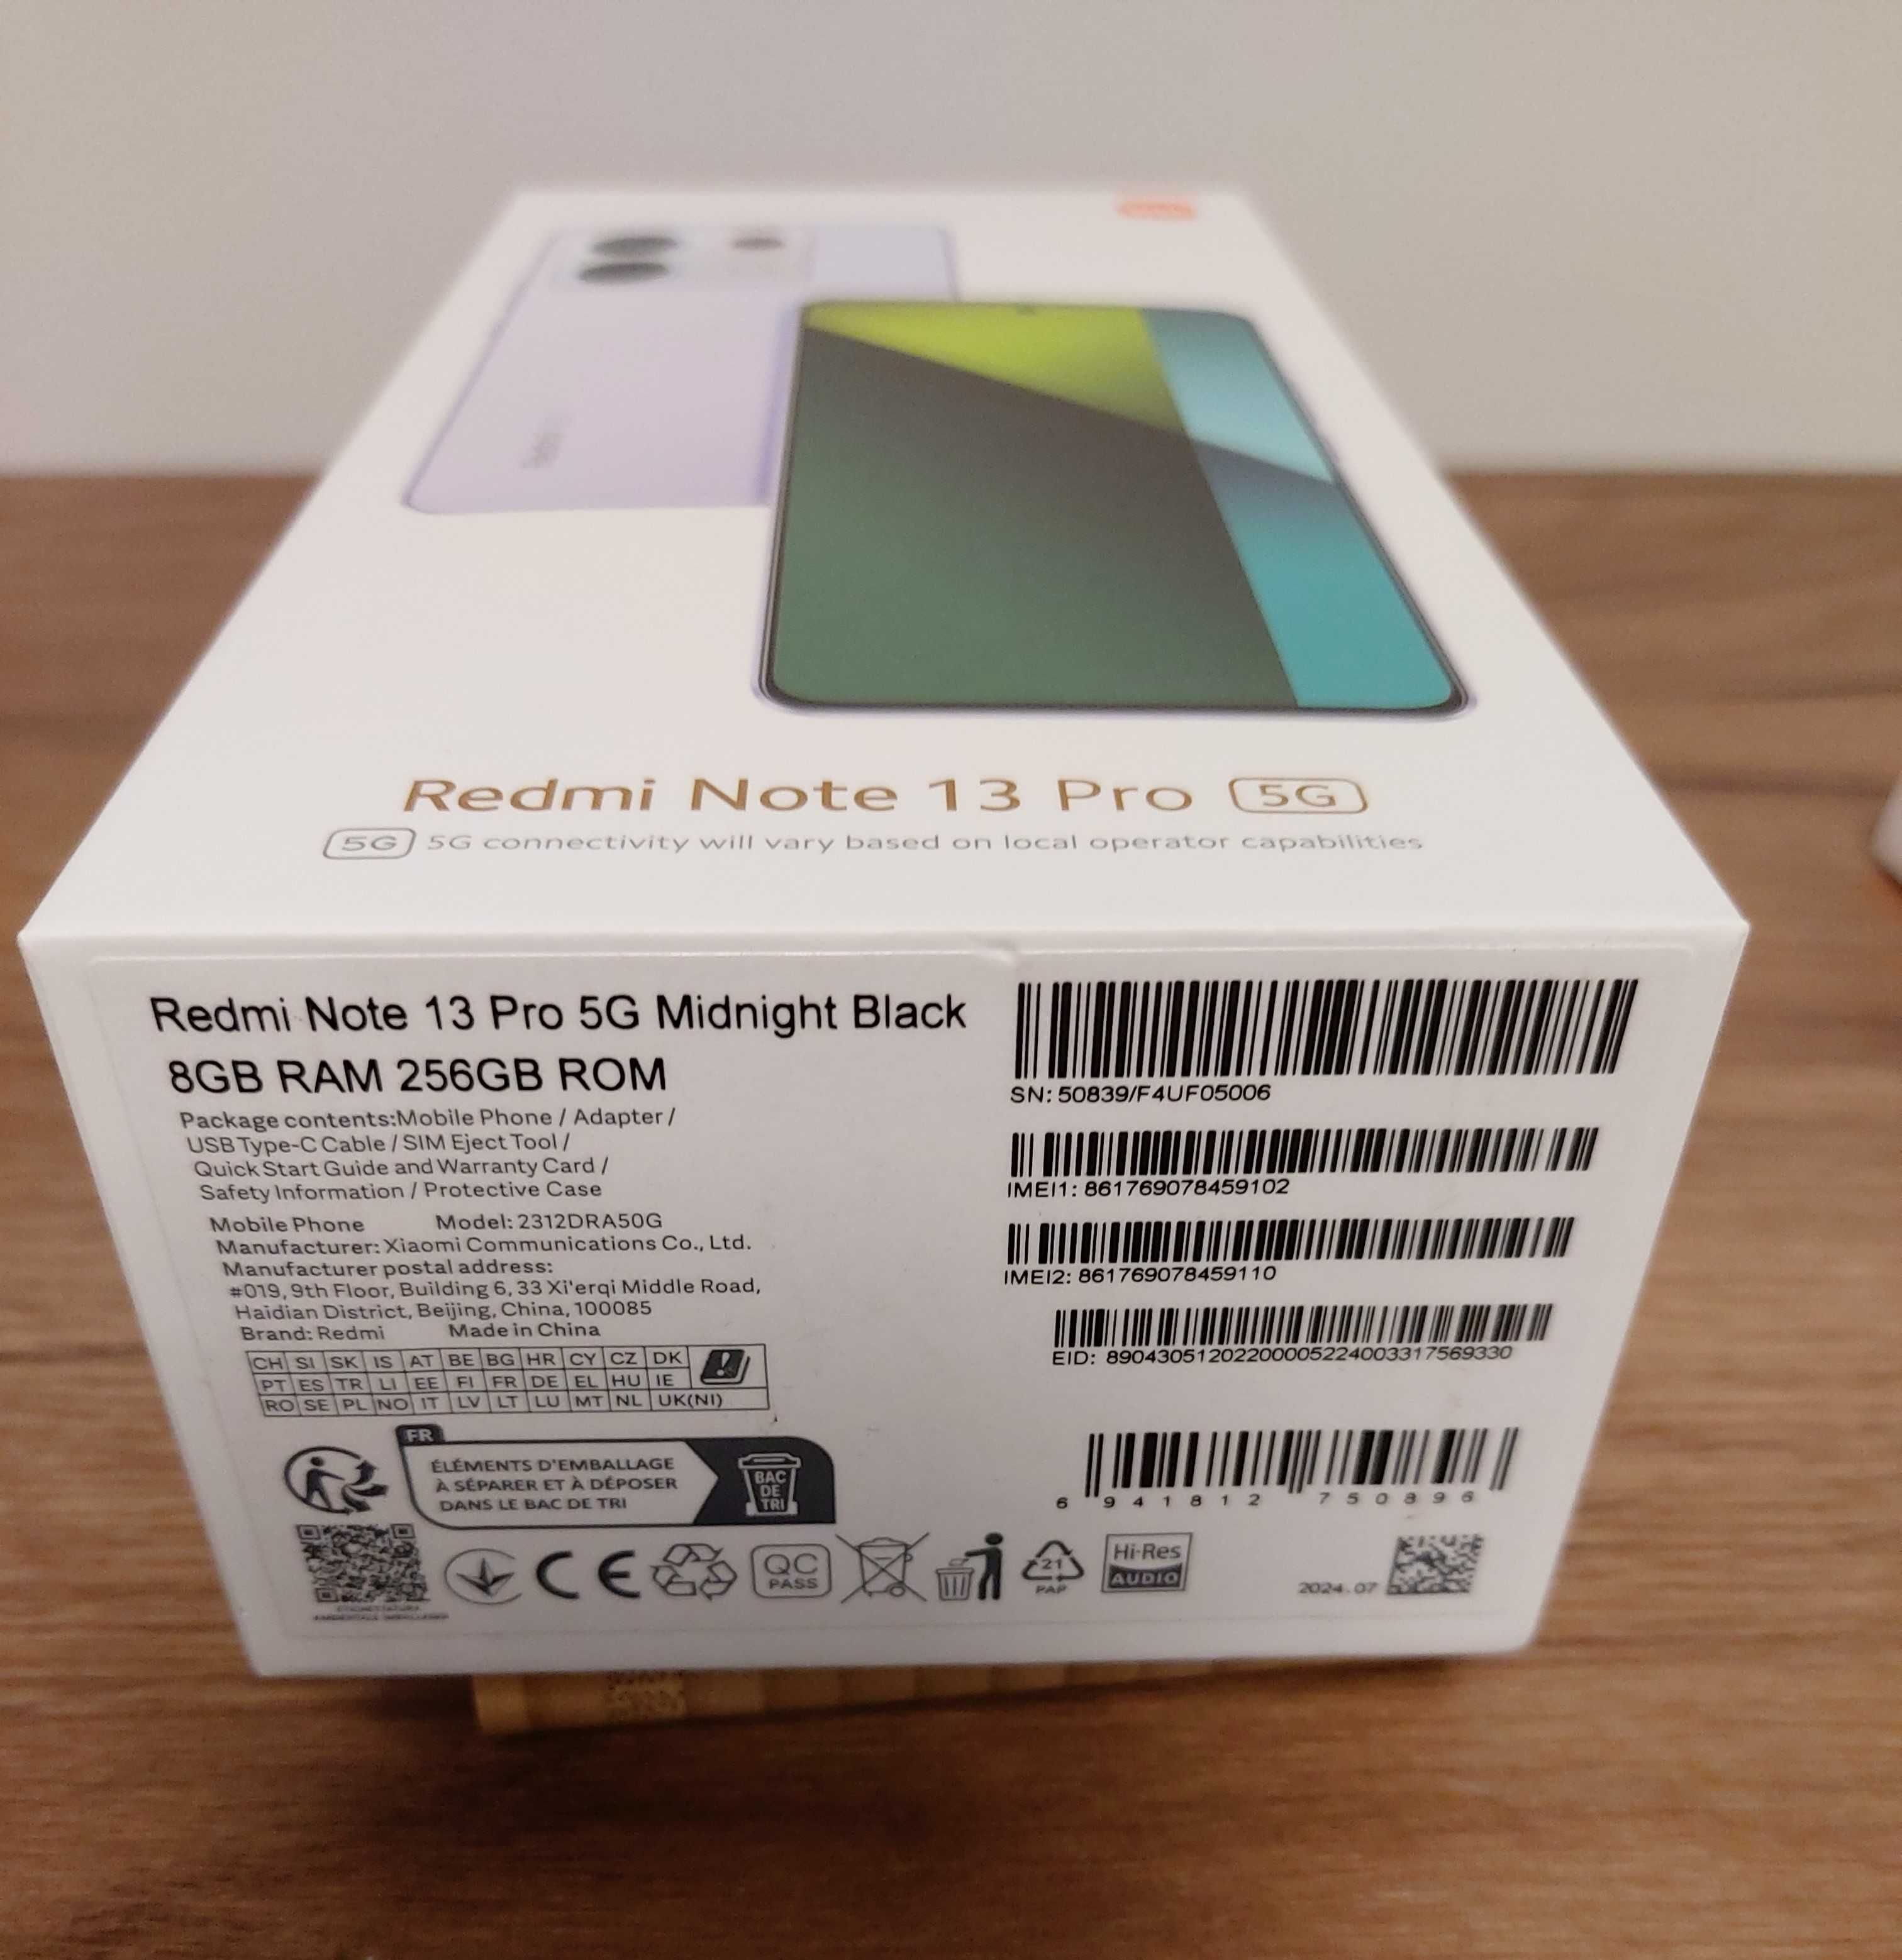 Redmi Note 13 Pro 5G
5G 5G connectivity will vary based on local operator capabilities
Redmi Note 13 Pro 5G Midnight Black
8GB RAM 256GB ROM
Package contents:Mobile Phone / Adapter /
USB Type-C Cable / SIM Eject Tool /
Quick Start Guide and Warranty Card /
Safety Information / Protective Case
Mobile Phone Model: 2312DRA50G
Manufacturer: Xiaomi Communications Co., Ltd.
Manufacturer postal address:
#019, 9th Floor, Building 6, 33 Xi'erqi Middle Road,
Haidian District, Beijing, China, 100085
Brand: Redmi Made in China
CH SI SK IS AT BE BG HR CY CZ DK
PT ES TR LI EE FI FR DE EL HU IE
RO SE PL NO IT LV LT LU MT NL UK(NI)
FR
ÉLÉMENTS D'EMBALLAGE
À SÉPARER ET À DÉPOSER
DANS LE BAC DE TRI
BAC
DE
TRI
CE
QC
PASS
21
PAP
Hi-Res
AUDIO
SN: 50839/F4UF05006
IMEI1: 861769078459102
IMEI2: 861769078459110
EID: 89043051202200005224003317569330
6 941812 750896
2024.07